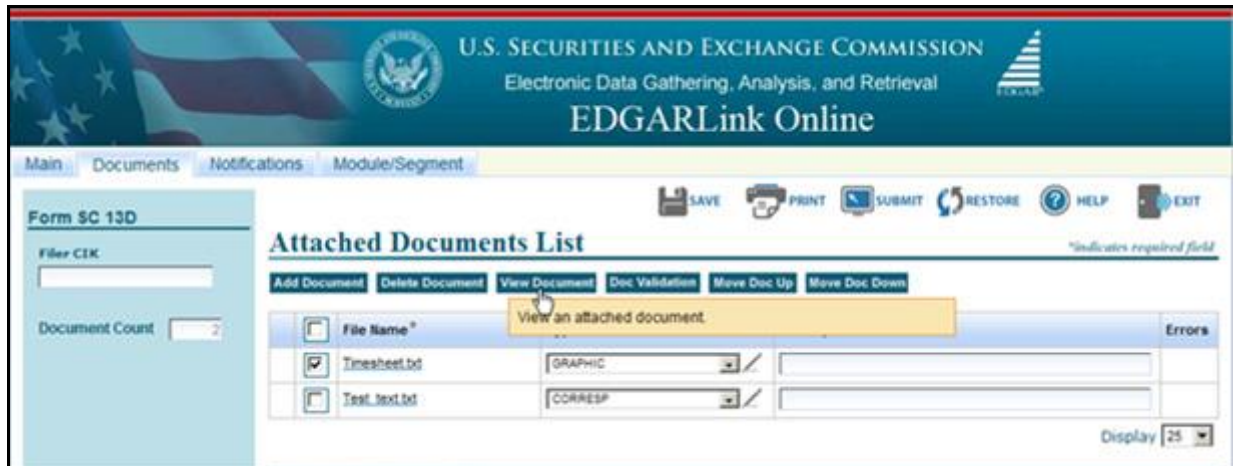 U.S. SECURITIES AND EXCHANGE COMMISSION
Electronic Data Gathering, Analysis, and Retrieval
EDGAR
EDGARLink Online
Main Documents Notifications Module/Segment
SAVE PRINT SUBMIT RESTORE HELP EXIT
Form SC 13D
Attached Documents List
*indicates required field
Filer CIK
Add Document Delete Document View Document Doc Validation Move Doc Up Move Doc Down
View an attached document.
Document Count 2
File Name* Errors
Timesheet.txt GRAPHIC
Test_text.txt CORRESP
Display 25